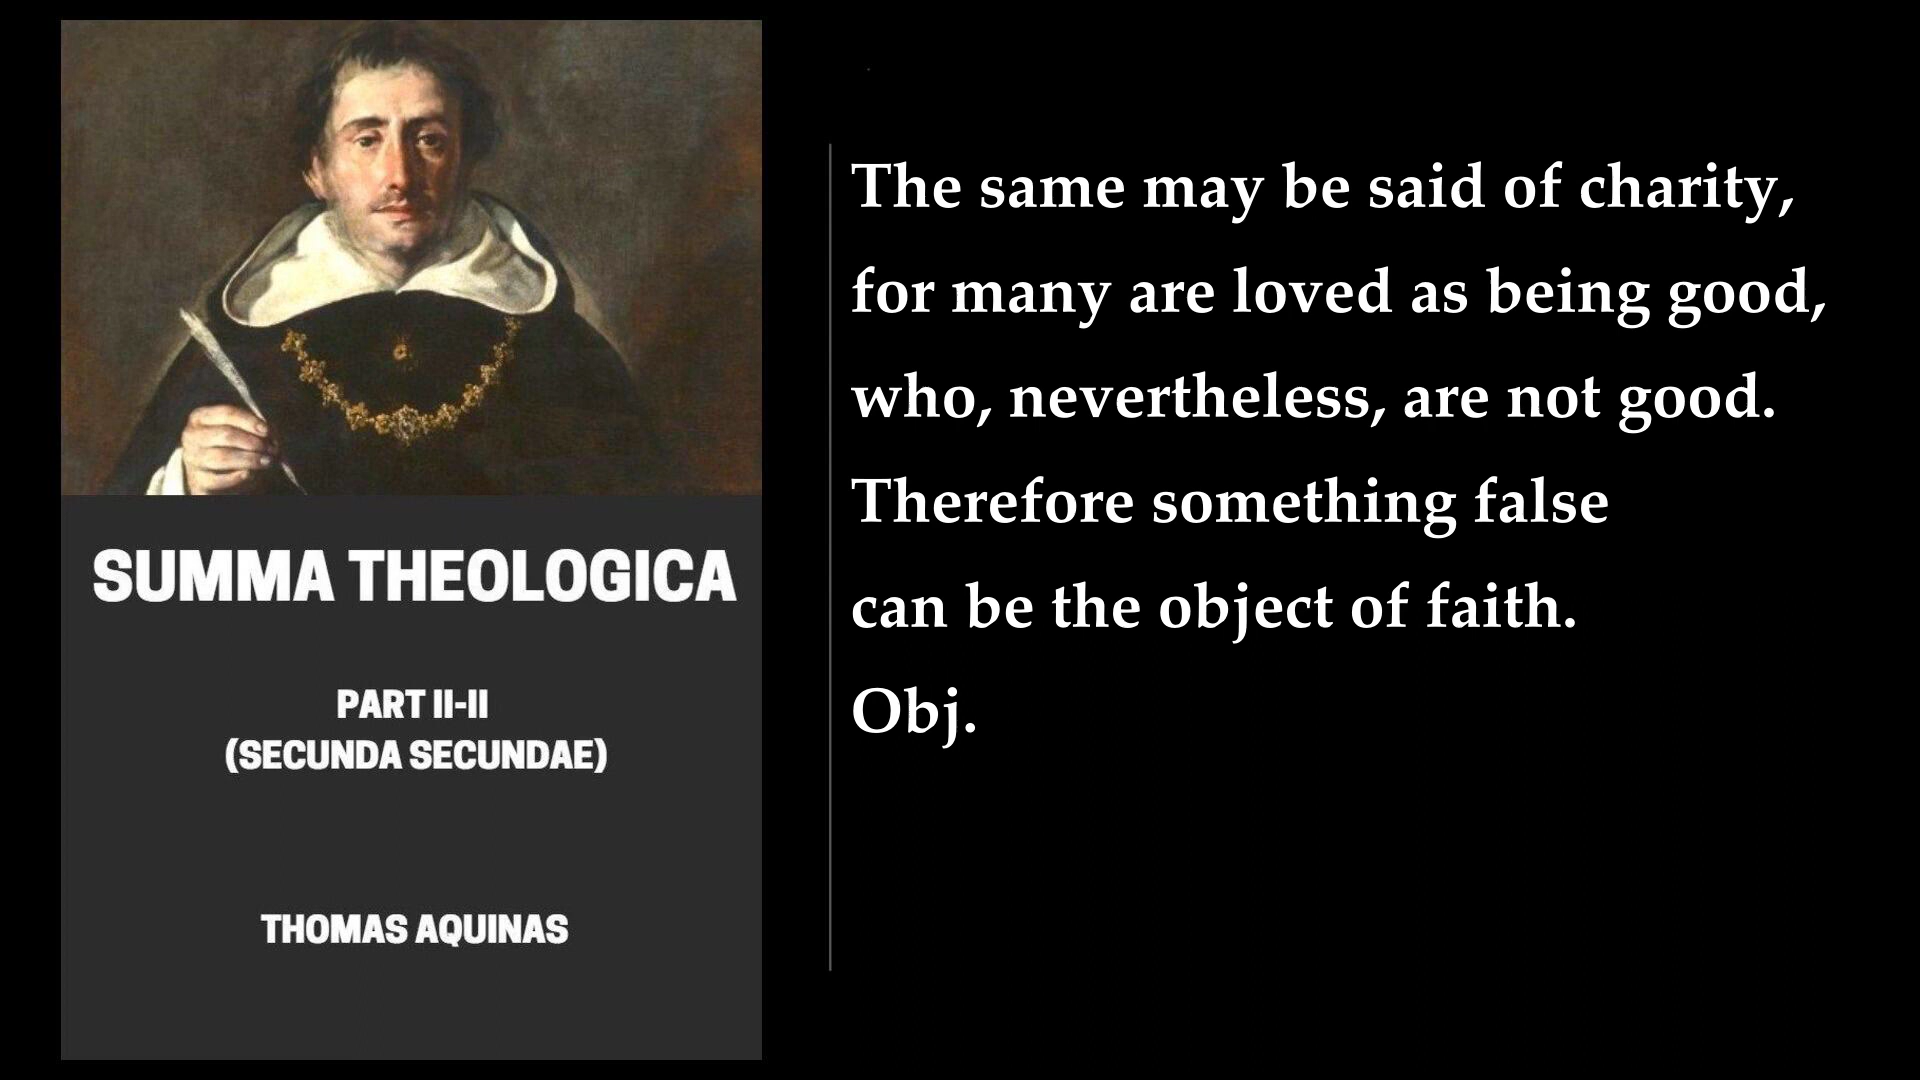 SUMMA THEOLOGICA
PART II-II
(SECUNDA SECUNDAE)
THOMAS AQUINAS
The same may be said of charity,
for many are loved as being good,
who, nevertheless, are not good.
Therefore something false
can be the object of faith.
Obj.